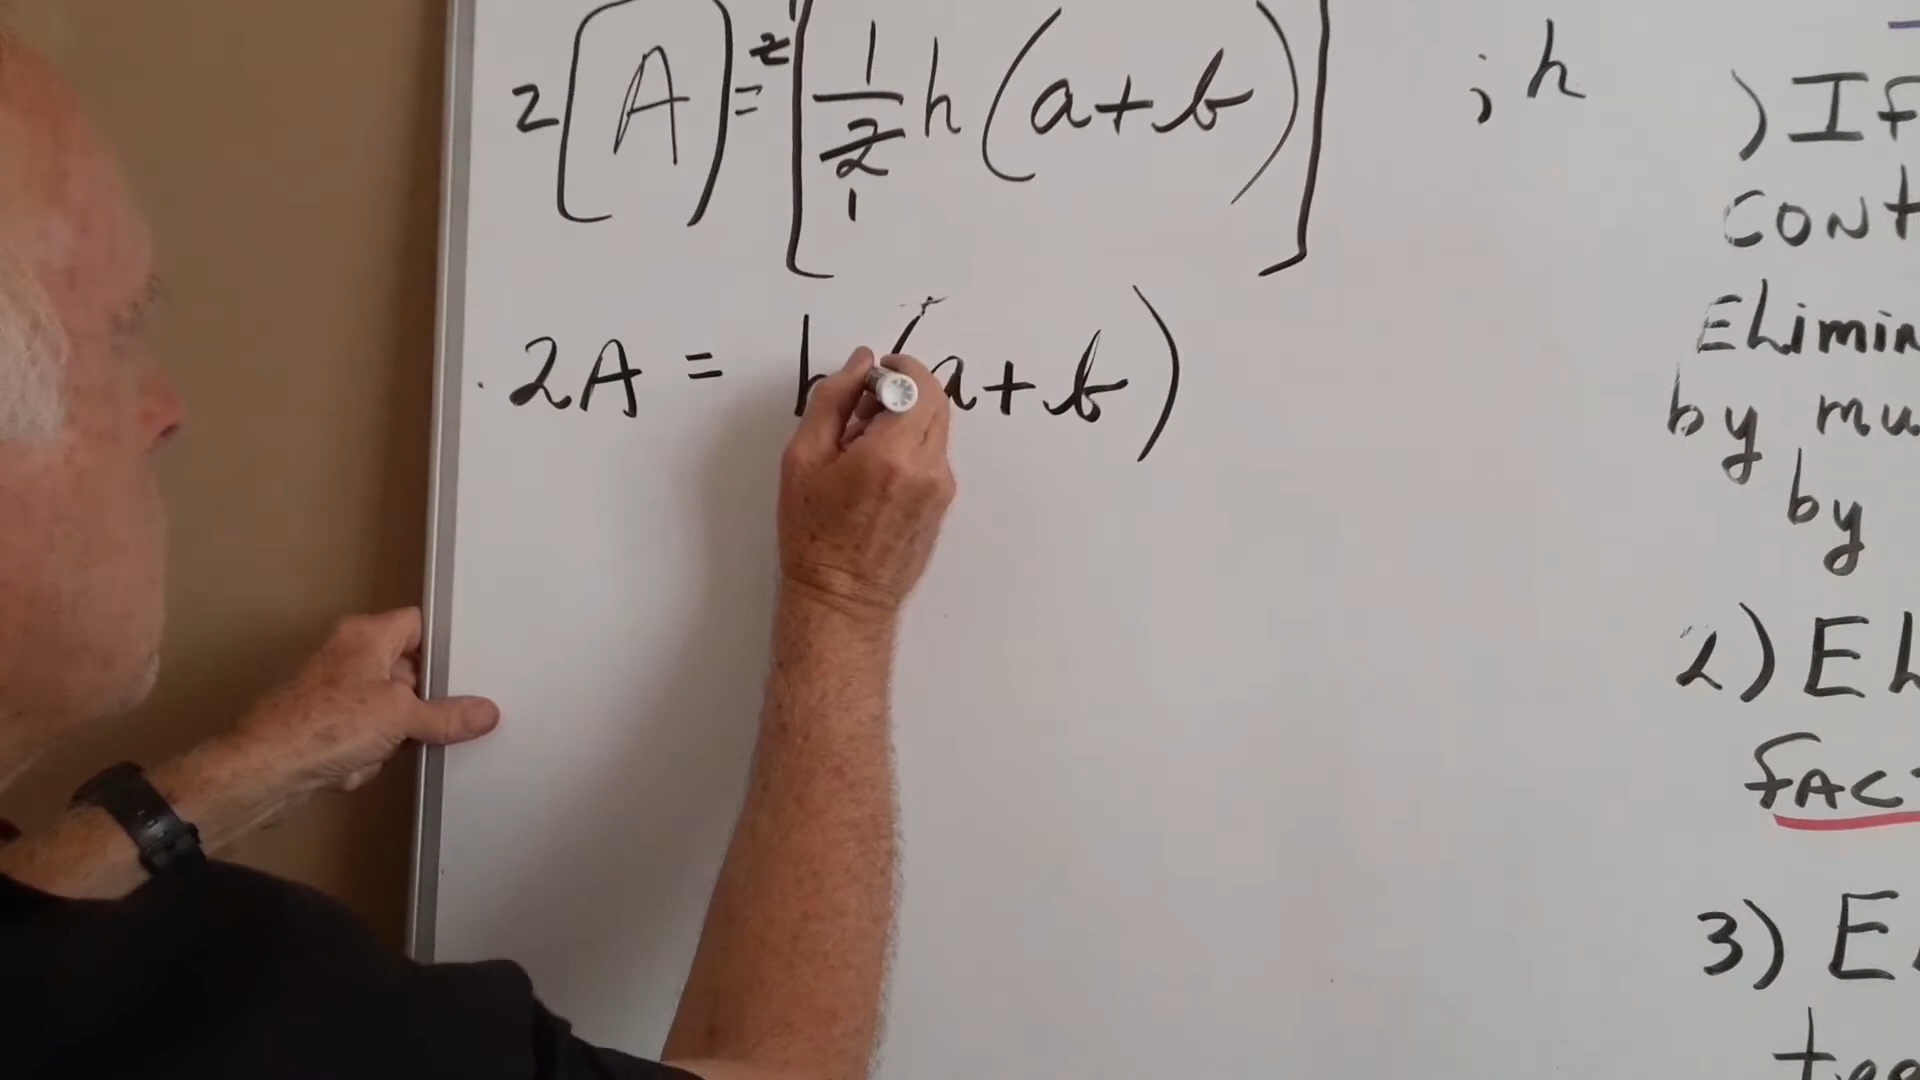 2[A] = 2[1/2 h(a+b)] ; h
2A = h(a+b)
) If
CONt
Elimin
by mu
by
2) EL
fACt
3) E